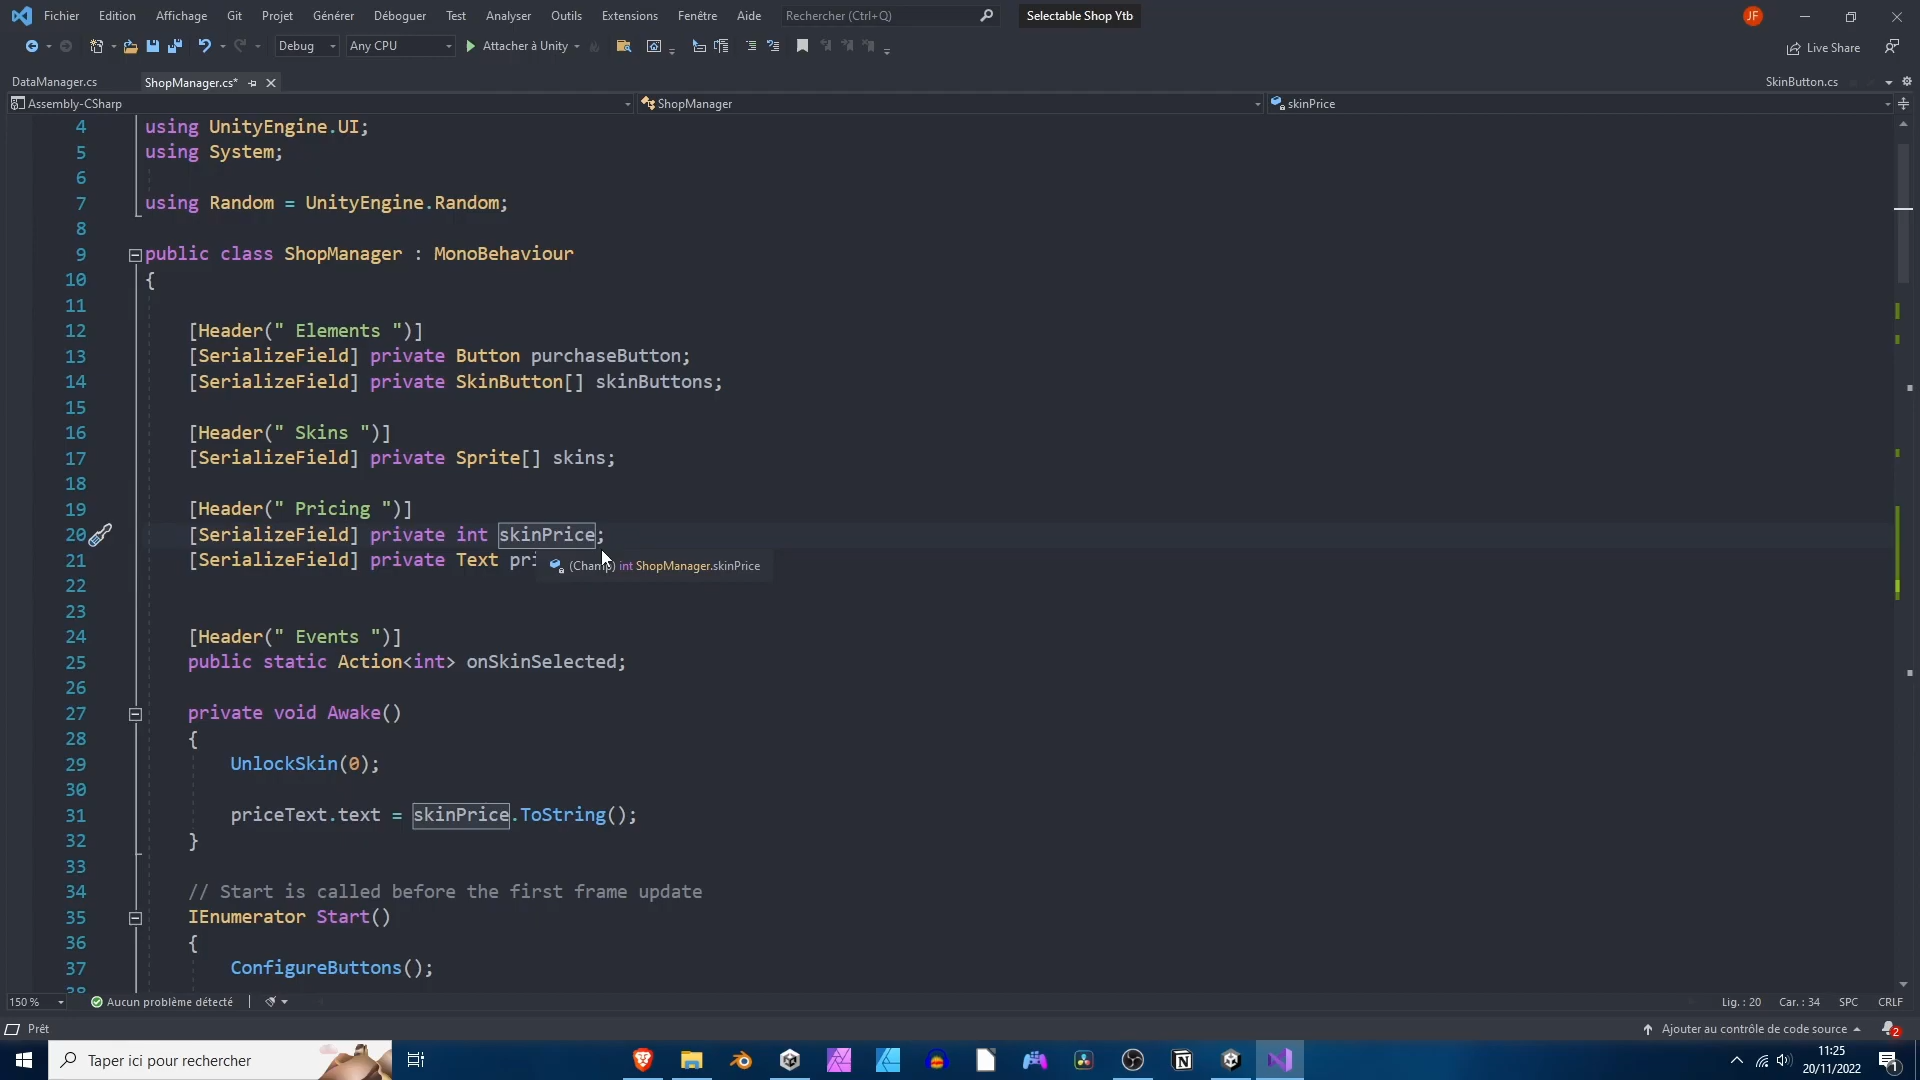 Fichier Edition Affichage Git Projet Générer Déboguer Test Analyser Outils Extensions Fenêtre Aide Rechercher (Ctrl+Q) Selectable Shop Ytb JF
Debug Any CPU Attacher à Unity Live Share
DataManager.cs ShopManager.cs* SkinButton.cs
Assembly-CSharp ShopManager skinPrice
4 using UnityEngine.UI;
5 using System;
6
7 using Random = UnityEngine.Random;
8
9 public class ShopManager : MonoBehaviour
10 {
11
12 [Header(" Elements ")]
13 [SerializeField] private Button purchaseButton;
14 [SerializeField] private SkinButton[] skinButtons;
15
16 [Header(" Skins ")]
17 [SerializeField] private Sprite[] skins;
18
19 [Header(" Pricing ")]
20 [SerializeField] private int skinPrice;
21 [SerializeField] private Text pri
(Champ) int ShopManager.skinPrice
22
23
24 [Header(" Events ")]
25 public static Action<int> onSkinSelected;
26
27 private void Awake()
28 {
29 UnlockSkin(0);
30
31 priceText.text = skinPrice.ToString();
32 }
33
34 // Start is called before the first frame update
35 IEnumerator Start()
36 {
37 ConfigureButtons();
38
150 % Aucun problème détecté Lig. : 20 Car. : 34 SPC CRLF
Prêt Ajouter au contrôle de code source 2
Taper ici pour rechercher 11:25
20/11/2022 1